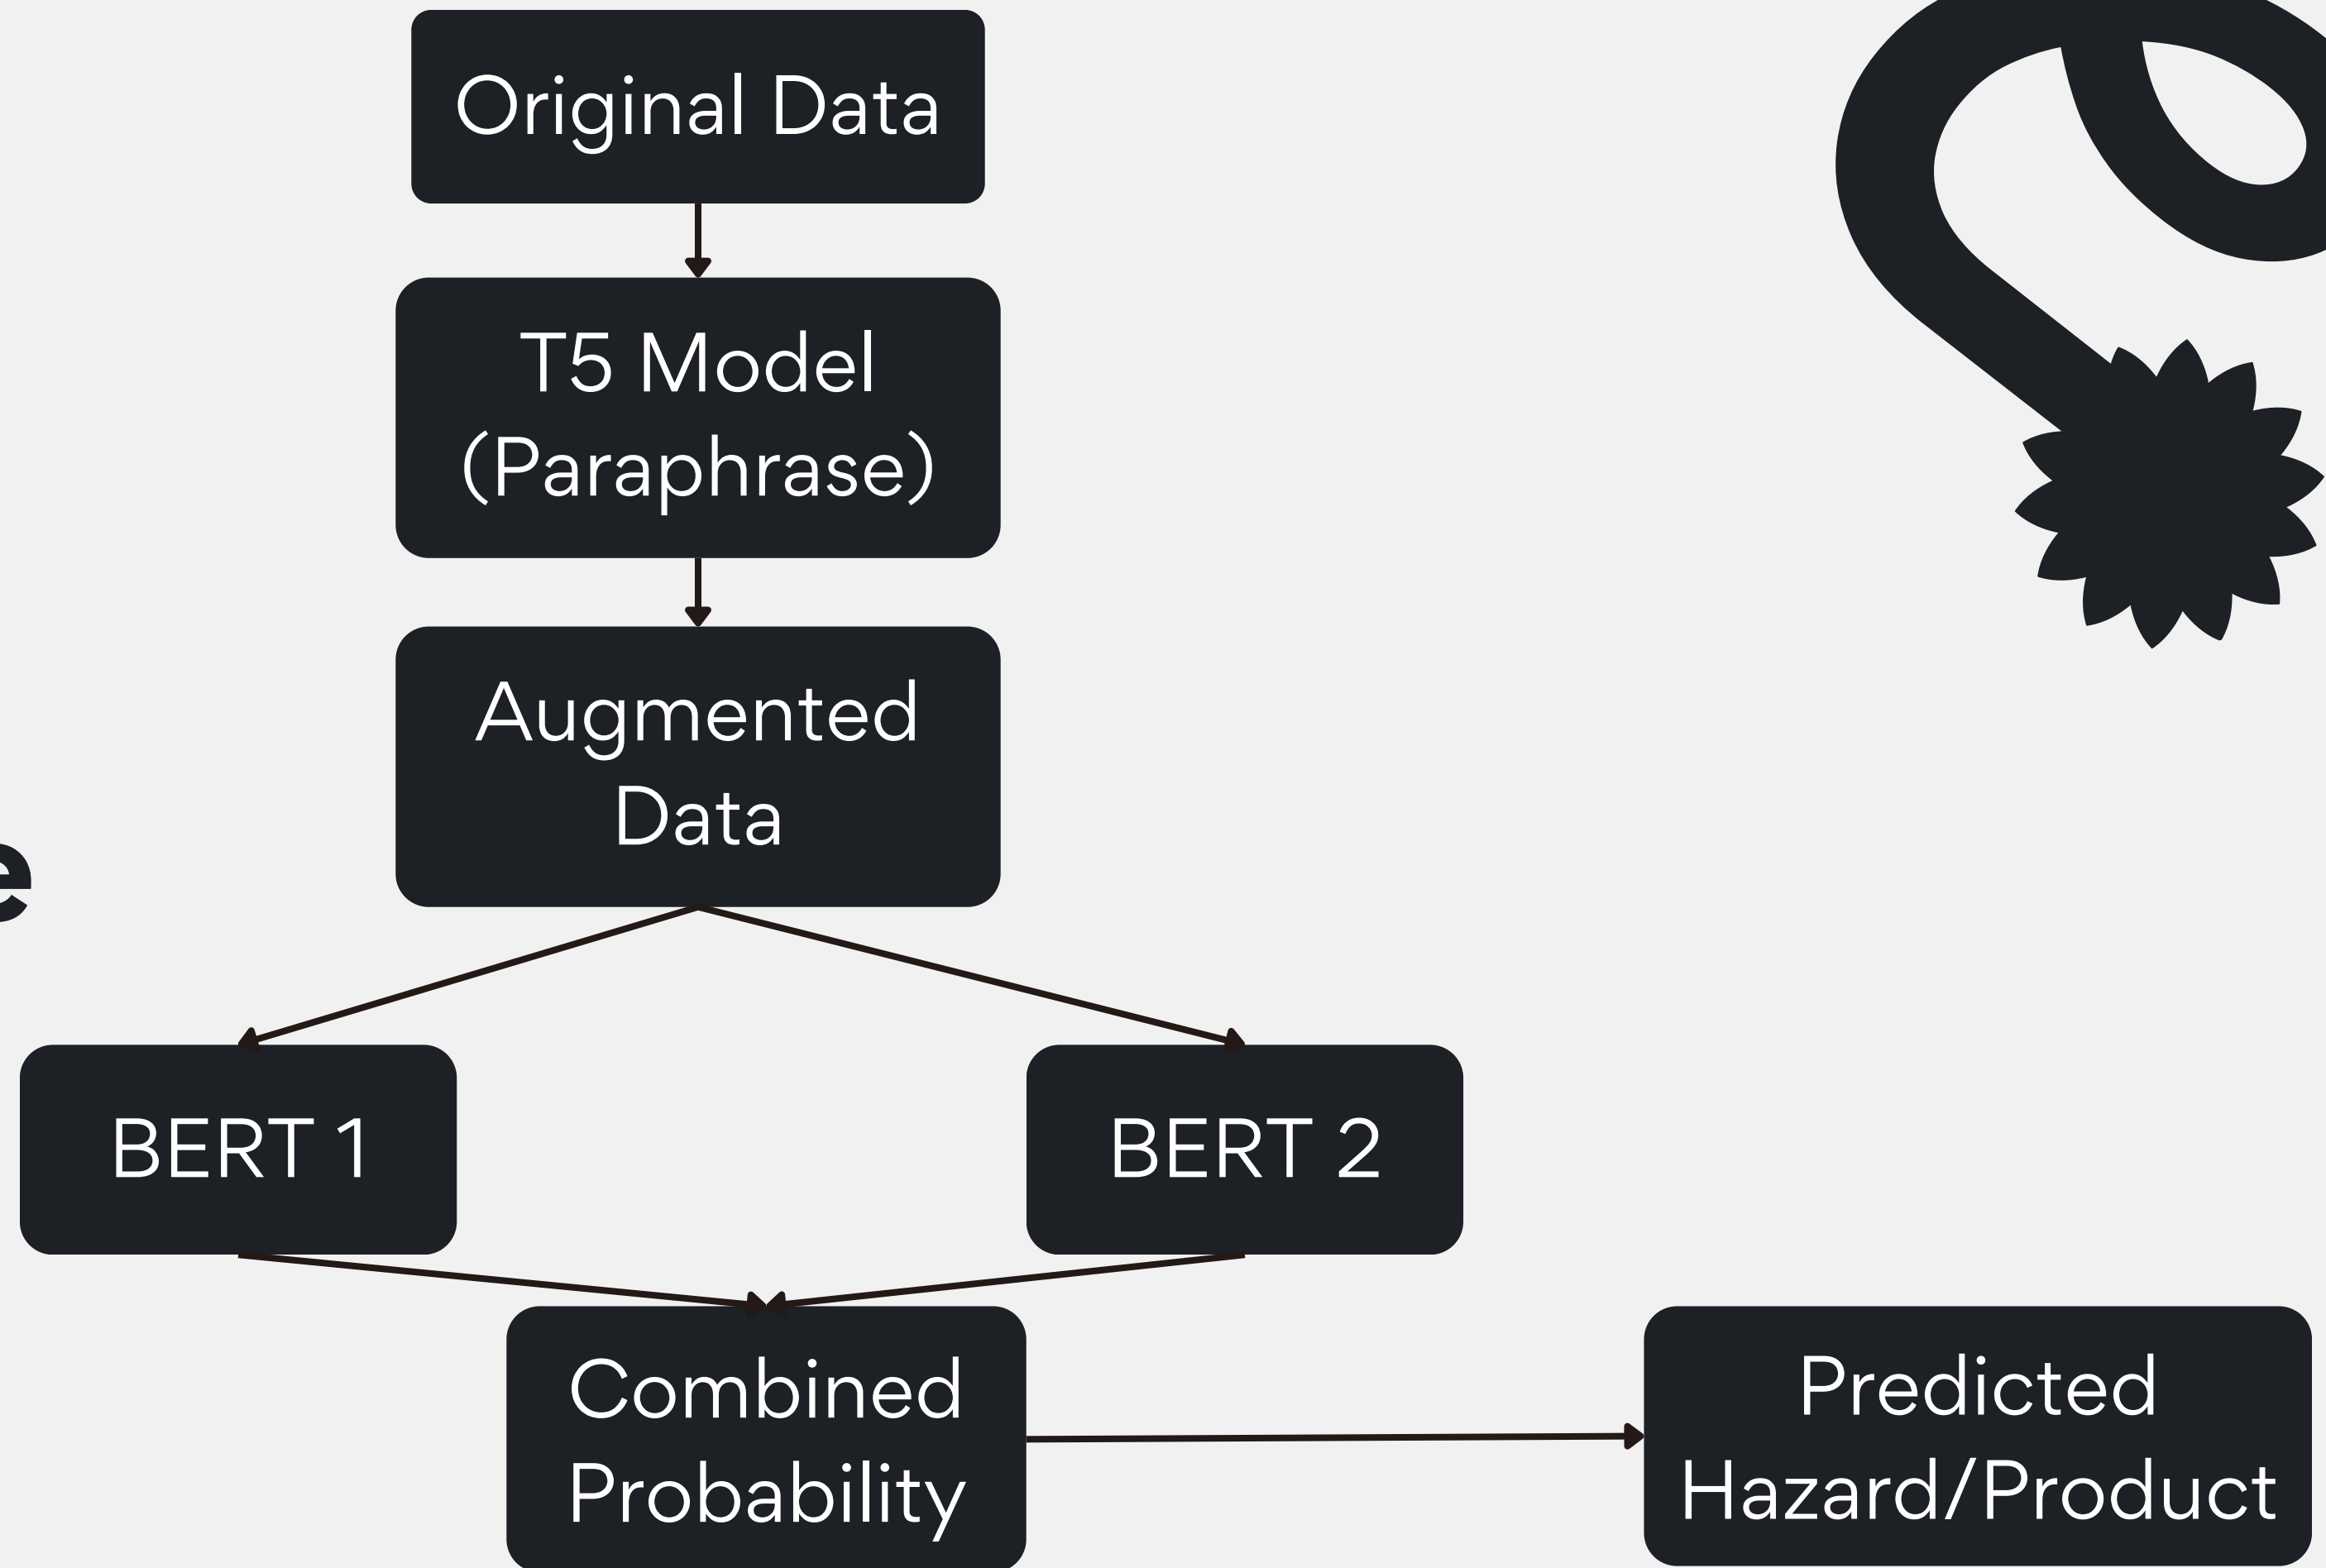 Original Data
T5 Model
(Paraphrase)
Augmented
Data
e
BERT 1
BERT 2
Combined
Probability
Predicted
Hazard/Product